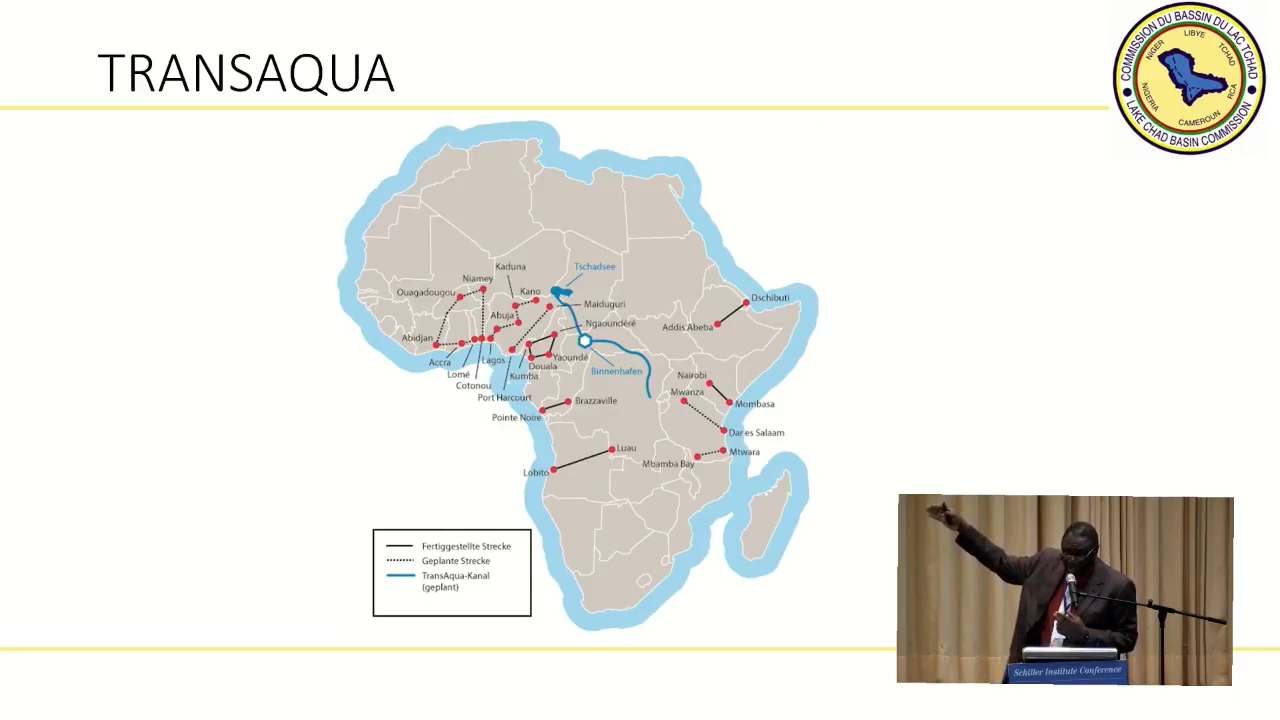 TRANSAQUA
COMMISSION DU BASSIN DU LAC TCHAD
LAKE CHAD BASIN COMMISSION
NIGER
LIBYE
TCHAD
NIGERIA
RCA
CAMEROUN
Kaduna
Tschadsee
Niamey
Ouagadougou
Kano
Dschibuti
Maiduguri
Abuja
Ngaoundéré
Addis Abeba
Abidjan
Accra
Lagos
Yaoundé
Douala
Lomé
Kumba
Binnenhafen
Nairobi
Cotonou
Mwanza
Port Harcourt
Brazzaville
Mombasa
Pointe Noire
Dar es Salaam
Luau
Mtwara
Mbamba Bay
Lobito
Fertiggestellte Strecke
Geplante Strecke
TransAqua-Kanal
(geplant)
Schiller Institute Conference